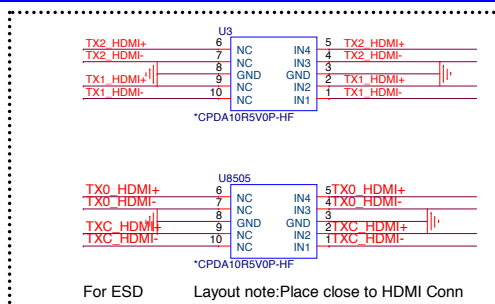 U3
TX2_HDMI+ 6 NC IN4 5 TX2_HDMI+
TX2_HDMI- 7 NC IN3 4 TX2_HDMI-
8 GND GND 3
TX1_HDMI+ 9 NC IN2 2 TX1_HDMI+
TX1_HDMI- 10 NC IN1 1 TX1_HDMI-
*CPDA10R5V0P-HF
U8505
TX0_HDMI+ 6 NC IN4 5 TX0_HDMI+
TX0_HDMI- 7 NC IN3 4 TX0_HDMI-
8 GND GND 3
TXC_HDMI+ 9 NC IN2 2 TXC_HDMI+
TXC_HDMI- 10 NC IN1 1 TXC_HDMI-
*CPDA10R5V0P-HF
For ESD Layout note:Place close to HDMI Conn